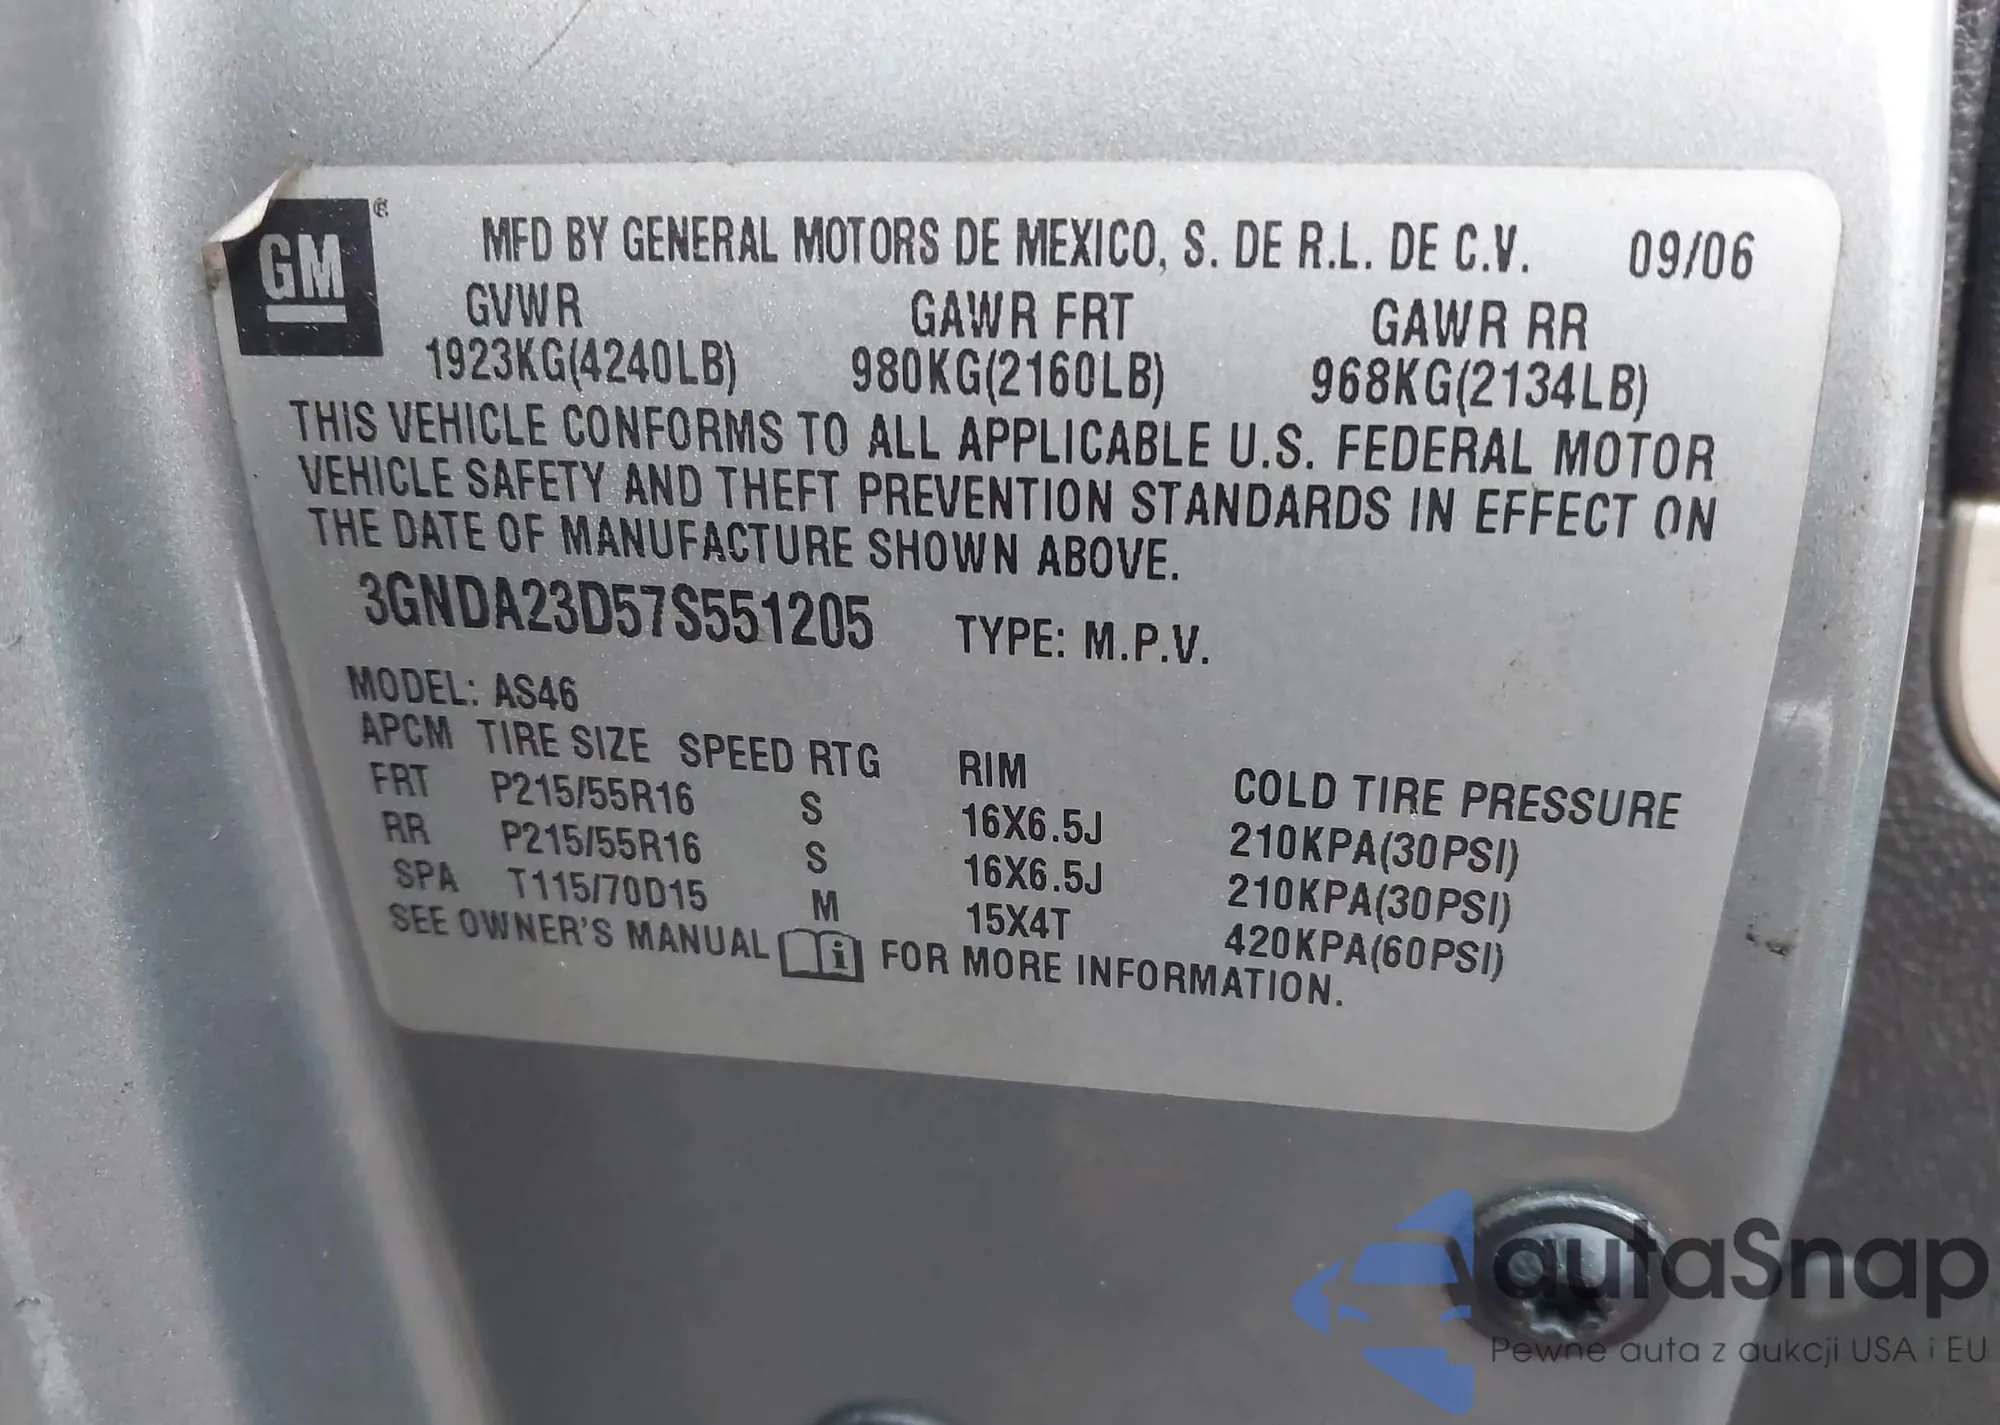 GM
MFD BY GENERAL MOTORS DE MEXICO, S. DE R.L. DE C.V. 09/06
GVWR GAWR FRT GAWR RR
1923KG(4240LB) 980KG(2160LB) 968KG(2134LB)
THIS VEHICLE CONFORMS TO ALL APPLICABLE U.S. FEDERAL MOTOR
VEHICLE SAFETY AND THEFT PREVENTION STANDARDS IN EFFECT ON
THE DATE OF MANUFACTURE SHOWN ABOVE.
3GNDA23D57S551205 TYPE: M.P.V.
MODEL: AS46
APCM TIRE SIZE SPEED RTG RIM COLD TIRE PRESSURE
FRT P215/55R16 S 16X6.5J 210KPA(30PSI)
RR P215/55R16 S 16X6.5J 210KPA(30PSI)
SPA T115/70D15 M 15X4T 420KPA(60PSI)
SEE OWNER'S MANUAL i FOR MORE INFORMATION.
autaSnap
Pewne auta z aukcji USA i EU